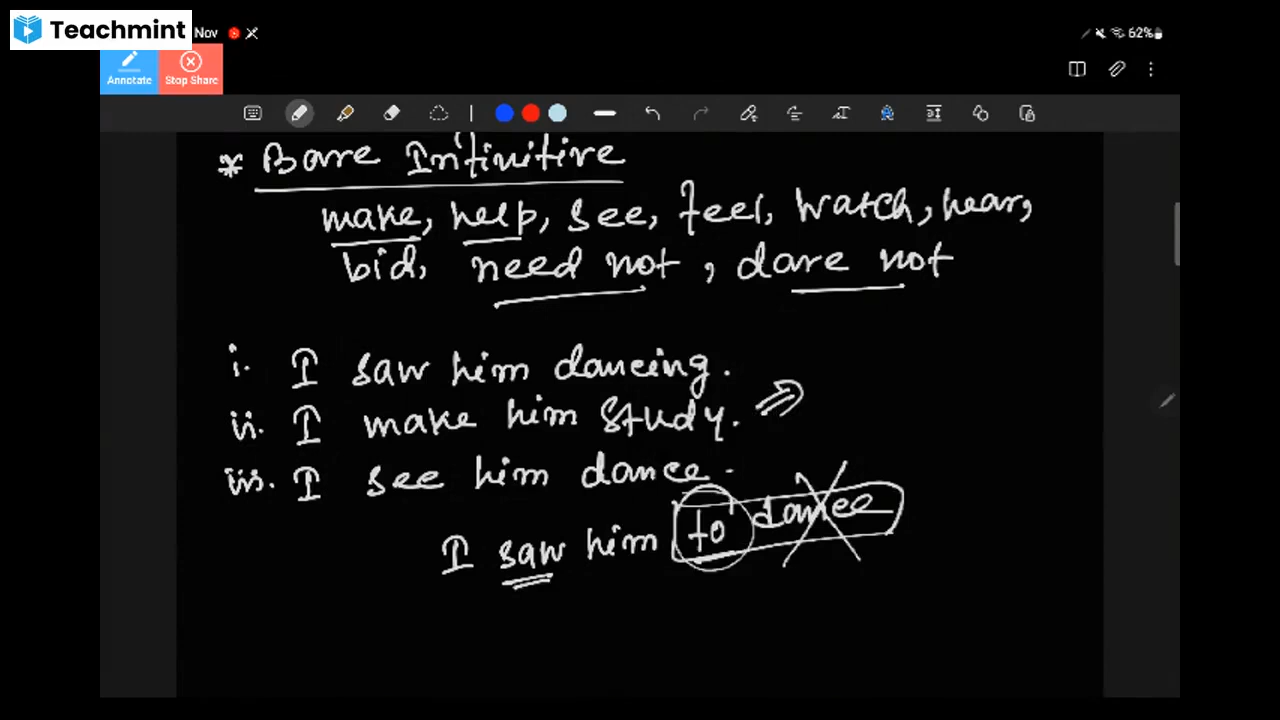 Teachmint
Nov
62%
Annotate
Stop Share
* Bare Infinitive
make, help, see, feel, watch, hear,
bid, need not, dare not
i. I saw him dancing.
ii. I make him study.
iii. I see him dance.
I saw him to dance